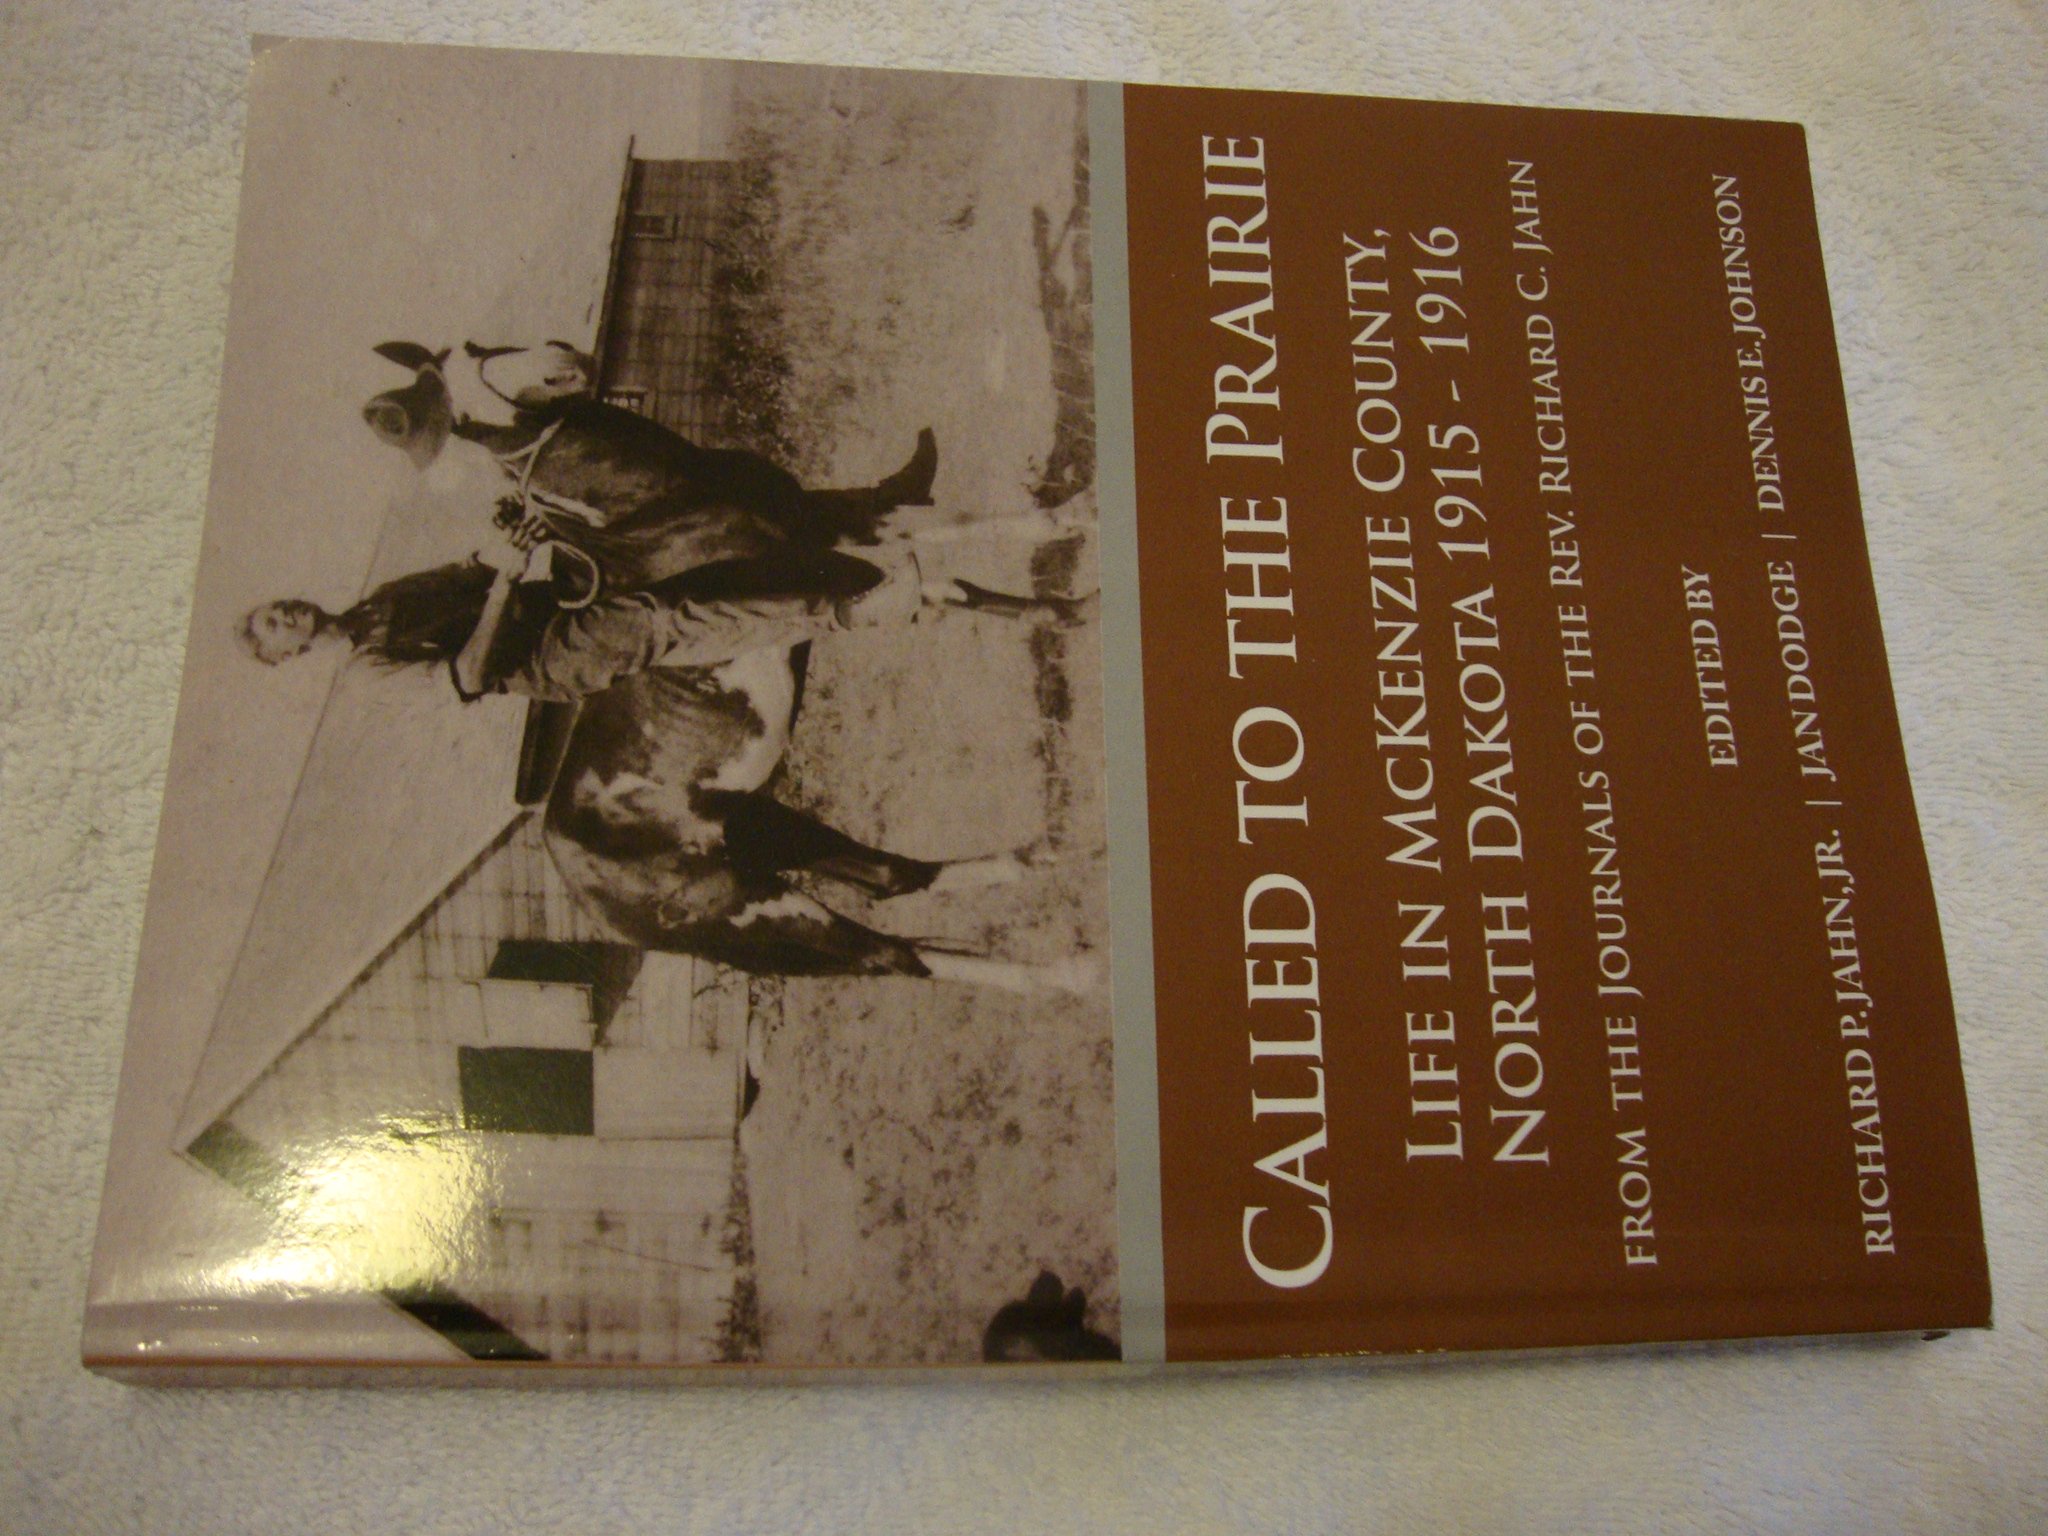 CALLED TO THE PRAIRIE
LIFE IN MCKENZIE COUNTY,
NORTH DAKOTA 1915 - 1916
FROM THE JOURNALS OF THE REV. RICHARD C. JAHN
EDITED BY
RICHARD P. JAHN, JR. | JAN DODGE | DENNIS E. JOHNSON